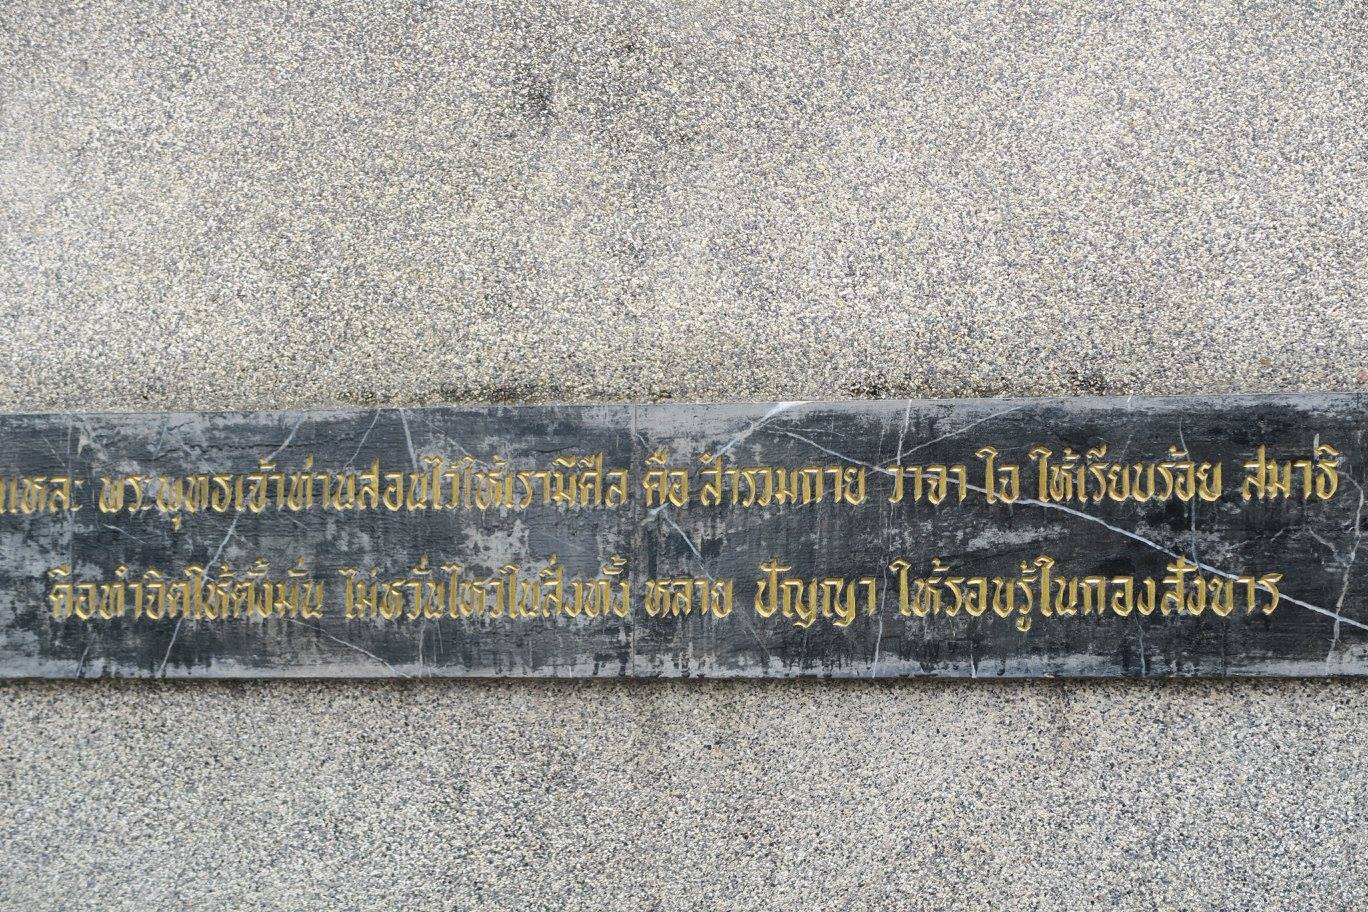 แหละ พระพุทธเจ้าท่านสอนไว้ให้เรามีศีล คือ สำรวมกาย วาจา ใจ ให้เรียบร้อย สมาธิ
คือทำจิตให้ตั้งมั่น ไม่หวั่นไหวในสิ่งทั้ง หลาย ปัญญา ให้รอบรู้ในกองสังขาร